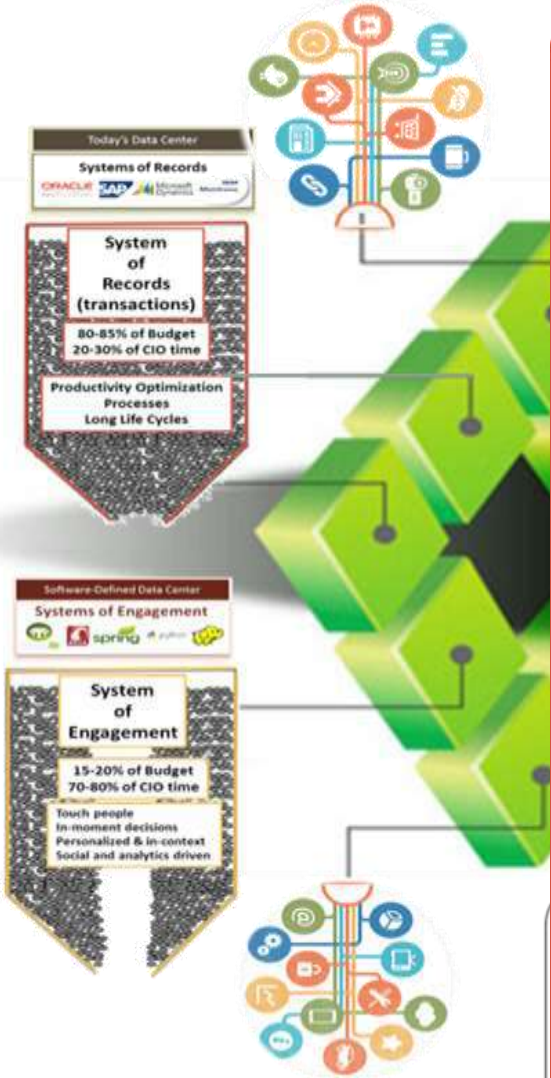 Today's Data Center
Systems of Records
ORACLE SAP Microsoft Dynamics
System
of
Records
(transactions)
80-85% of Budget
20-30% of CIO time
Productivity Optimization
Processes
Long Life Cycles
Software-Defined Data Center
Systems of Engagement
spring python
System
of
Engagement
15-20% of Budget
70-80% of CIO time
Touch people
In-moment decisions
Personalized & in-context
Social and analytics driven